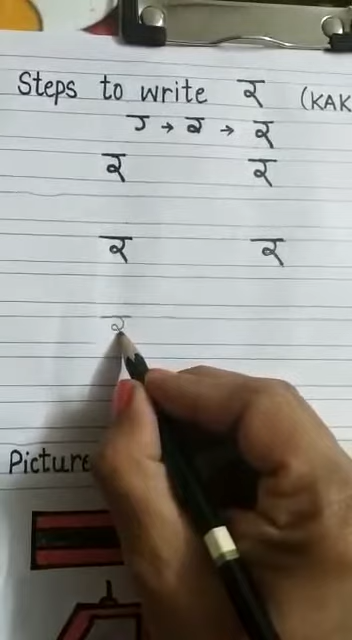 Steps to write र (KAK
र → र
र र
र र
र
Picture